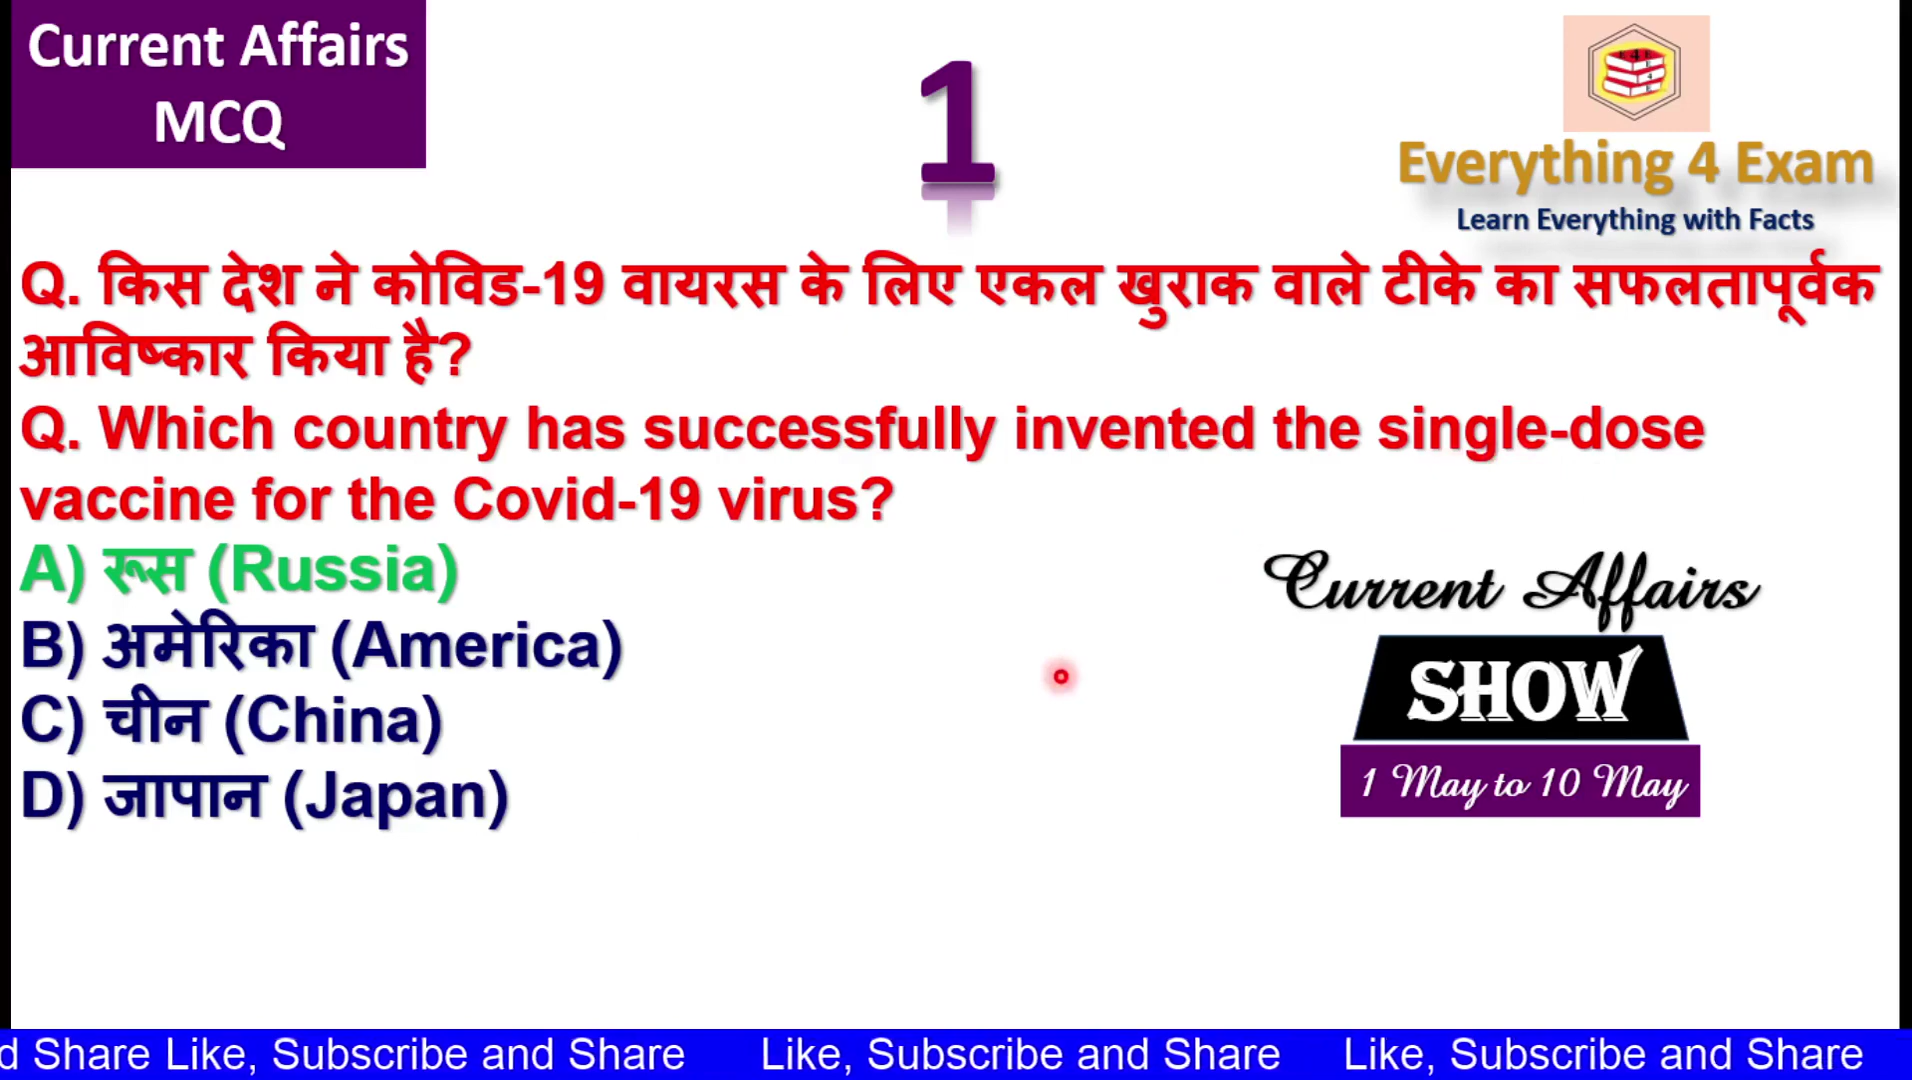 Current Affairs
MCQ
1
Everything 4 Exam
Learn Everything with Facts
Q. किस देश ने कोविड-19 वायरस के लिए एकल खुराक वाले टीके का सफलतापूर्वक
आविष्कार किया है?
Q. Which country has successfully invented the single-dose
vaccine for the Covid-19 virus?
A) रूस (Russia)
B) अमेरिका (America)
C) चीन (China)
D) जापान (Japan)
Current Affairs
SHOW
1 May to 10 May
d Share Like, Subscribe and Share Like, Subscribe and Share Like, Subscribe and Share